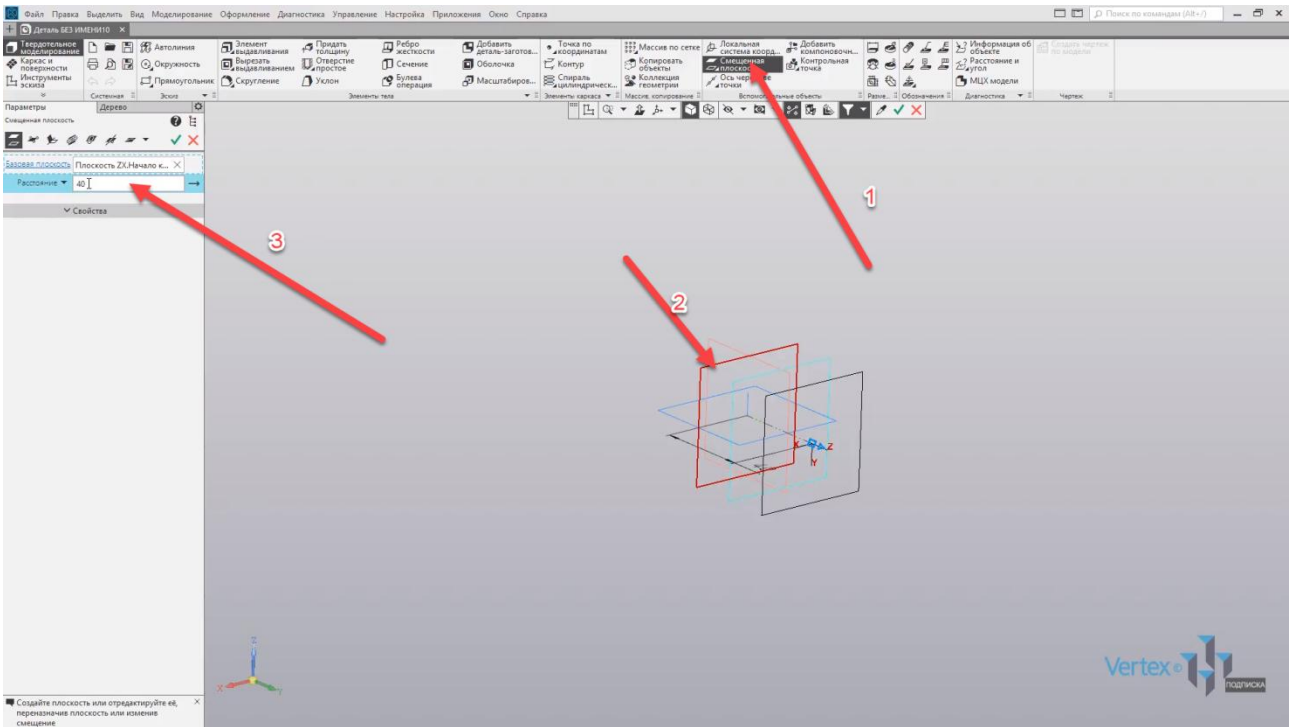 Файл Правка Выделить Вид Моделирование Оформление Диагностика Управление Настройка Приложения Окно Справка
Поиск по командам (Alt+/)
Деталь БЕЗ ИМЕНИ10 ×
Твердотельное моделирование
Каркас и поверхности
Инструменты эскиза
Системная
Автолиния
Окружность
Прямоугольник
Эскиз
Элемент выдавливания
Вырезать выдавливанием
Скругление
Придать толщину
Отверстие простое
Уклон
Ребро жесткости
Сечение
Булева операция
Добавить деталь-заготов...
Оболочка
Масштабиров...
Элементы тела
Точка по координатам
Контур
Спираль цилиндрическ...
Элементы каркаса
Массив по сетке
Копировать объекты
Коллекция геометрии
Массив, копирование
Локальная система коорд...
Смещенная плоскость
Ось через две точки
Добавить компоновочн...
Контрольная точка
Вспомогательные объекты
Разме...
Обозначения
Информация об объекте
Расстояние и угол
МЦХ модели
Диагностика
Создать чертеж по модели
Чертеж
Параметры
Дерево
Смещенная плоскость
Базовая плоскость
Плоскость ZX,Начало к... ×
Расстояние
40
Свойства
1
2
3
X
Z
Y
Z
X
Y
Vertex ©
ПОДПИСКА
Создайте плоскость или отредактируйте её,
переназначив плоскость или изменив
смещение